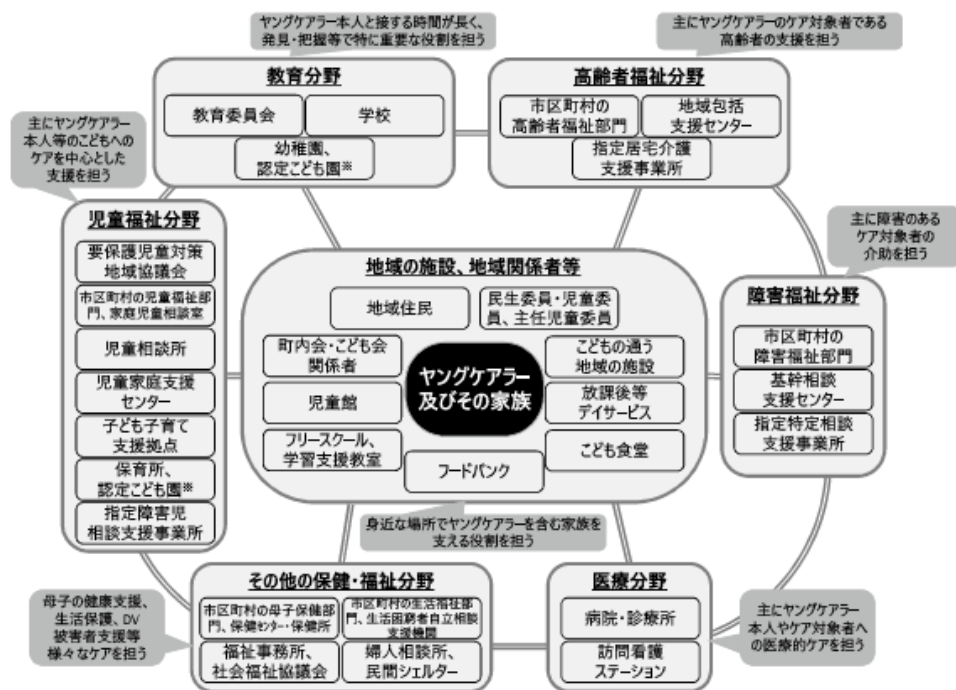 ヤングケアラー本人と接する時間が長く、
発見・把握等で特に重要な役割を担う
主にヤングケアラーのケア対象者である
高齢者の支援を担う
教育分野
教育委員会
学校
幼稚園、
認定こども園※
高齢者福祉分野
市区町村の
高齢者福祉部門
地域包括
支援センター
指定居宅介護
支援事業所
主にヤングケアラー
本人等のこどもへの
ケアを中心とした
支援を担う
児童福祉分野
要保護児童対策
地域協議会
市区町村の児童福祉部
門、家庭児童相談室
児童相談所
児童家庭支援
センター
子ども子育て
支援拠点
保育所、
認定こども園※
指定障害児
相談支援事業所
地域の施設、地域関係者等
地域住民
民生委員・児童委
員、主任児童委員
町内会・こども会
関係者
児童館
フリースクール、
学習支援教室
ヤングケアラー
及びその家族
こどもの通う
地域の施設
放課後等
デイサービス
こども食堂
フードバンク
身近な場所でヤングケアラーを含む家族を
支える役割を担う
主に障害のある
ケア対象者の
介助を担う
障害福祉分野
市区町村の
障害福祉部門
基幹相談
支援センター
指定特定相談
支援事業所
その他の保健・福祉分野
市区町村の母子保健部
門、保健センター・保健所
市区町村の生活福祉部
門、生活困窮者自立相談
支援機関
福祉事務所、
社会福祉協議会
婦人相談所、
民間シェルター
母子の健康支援、
生活保護、DV
被害者支援等
様々なケアを担う
医療分野
病院・診療所
訪問看護
ステーション
主にヤングケアラー
本人やケア対象者へ
の医療的ケアを担う